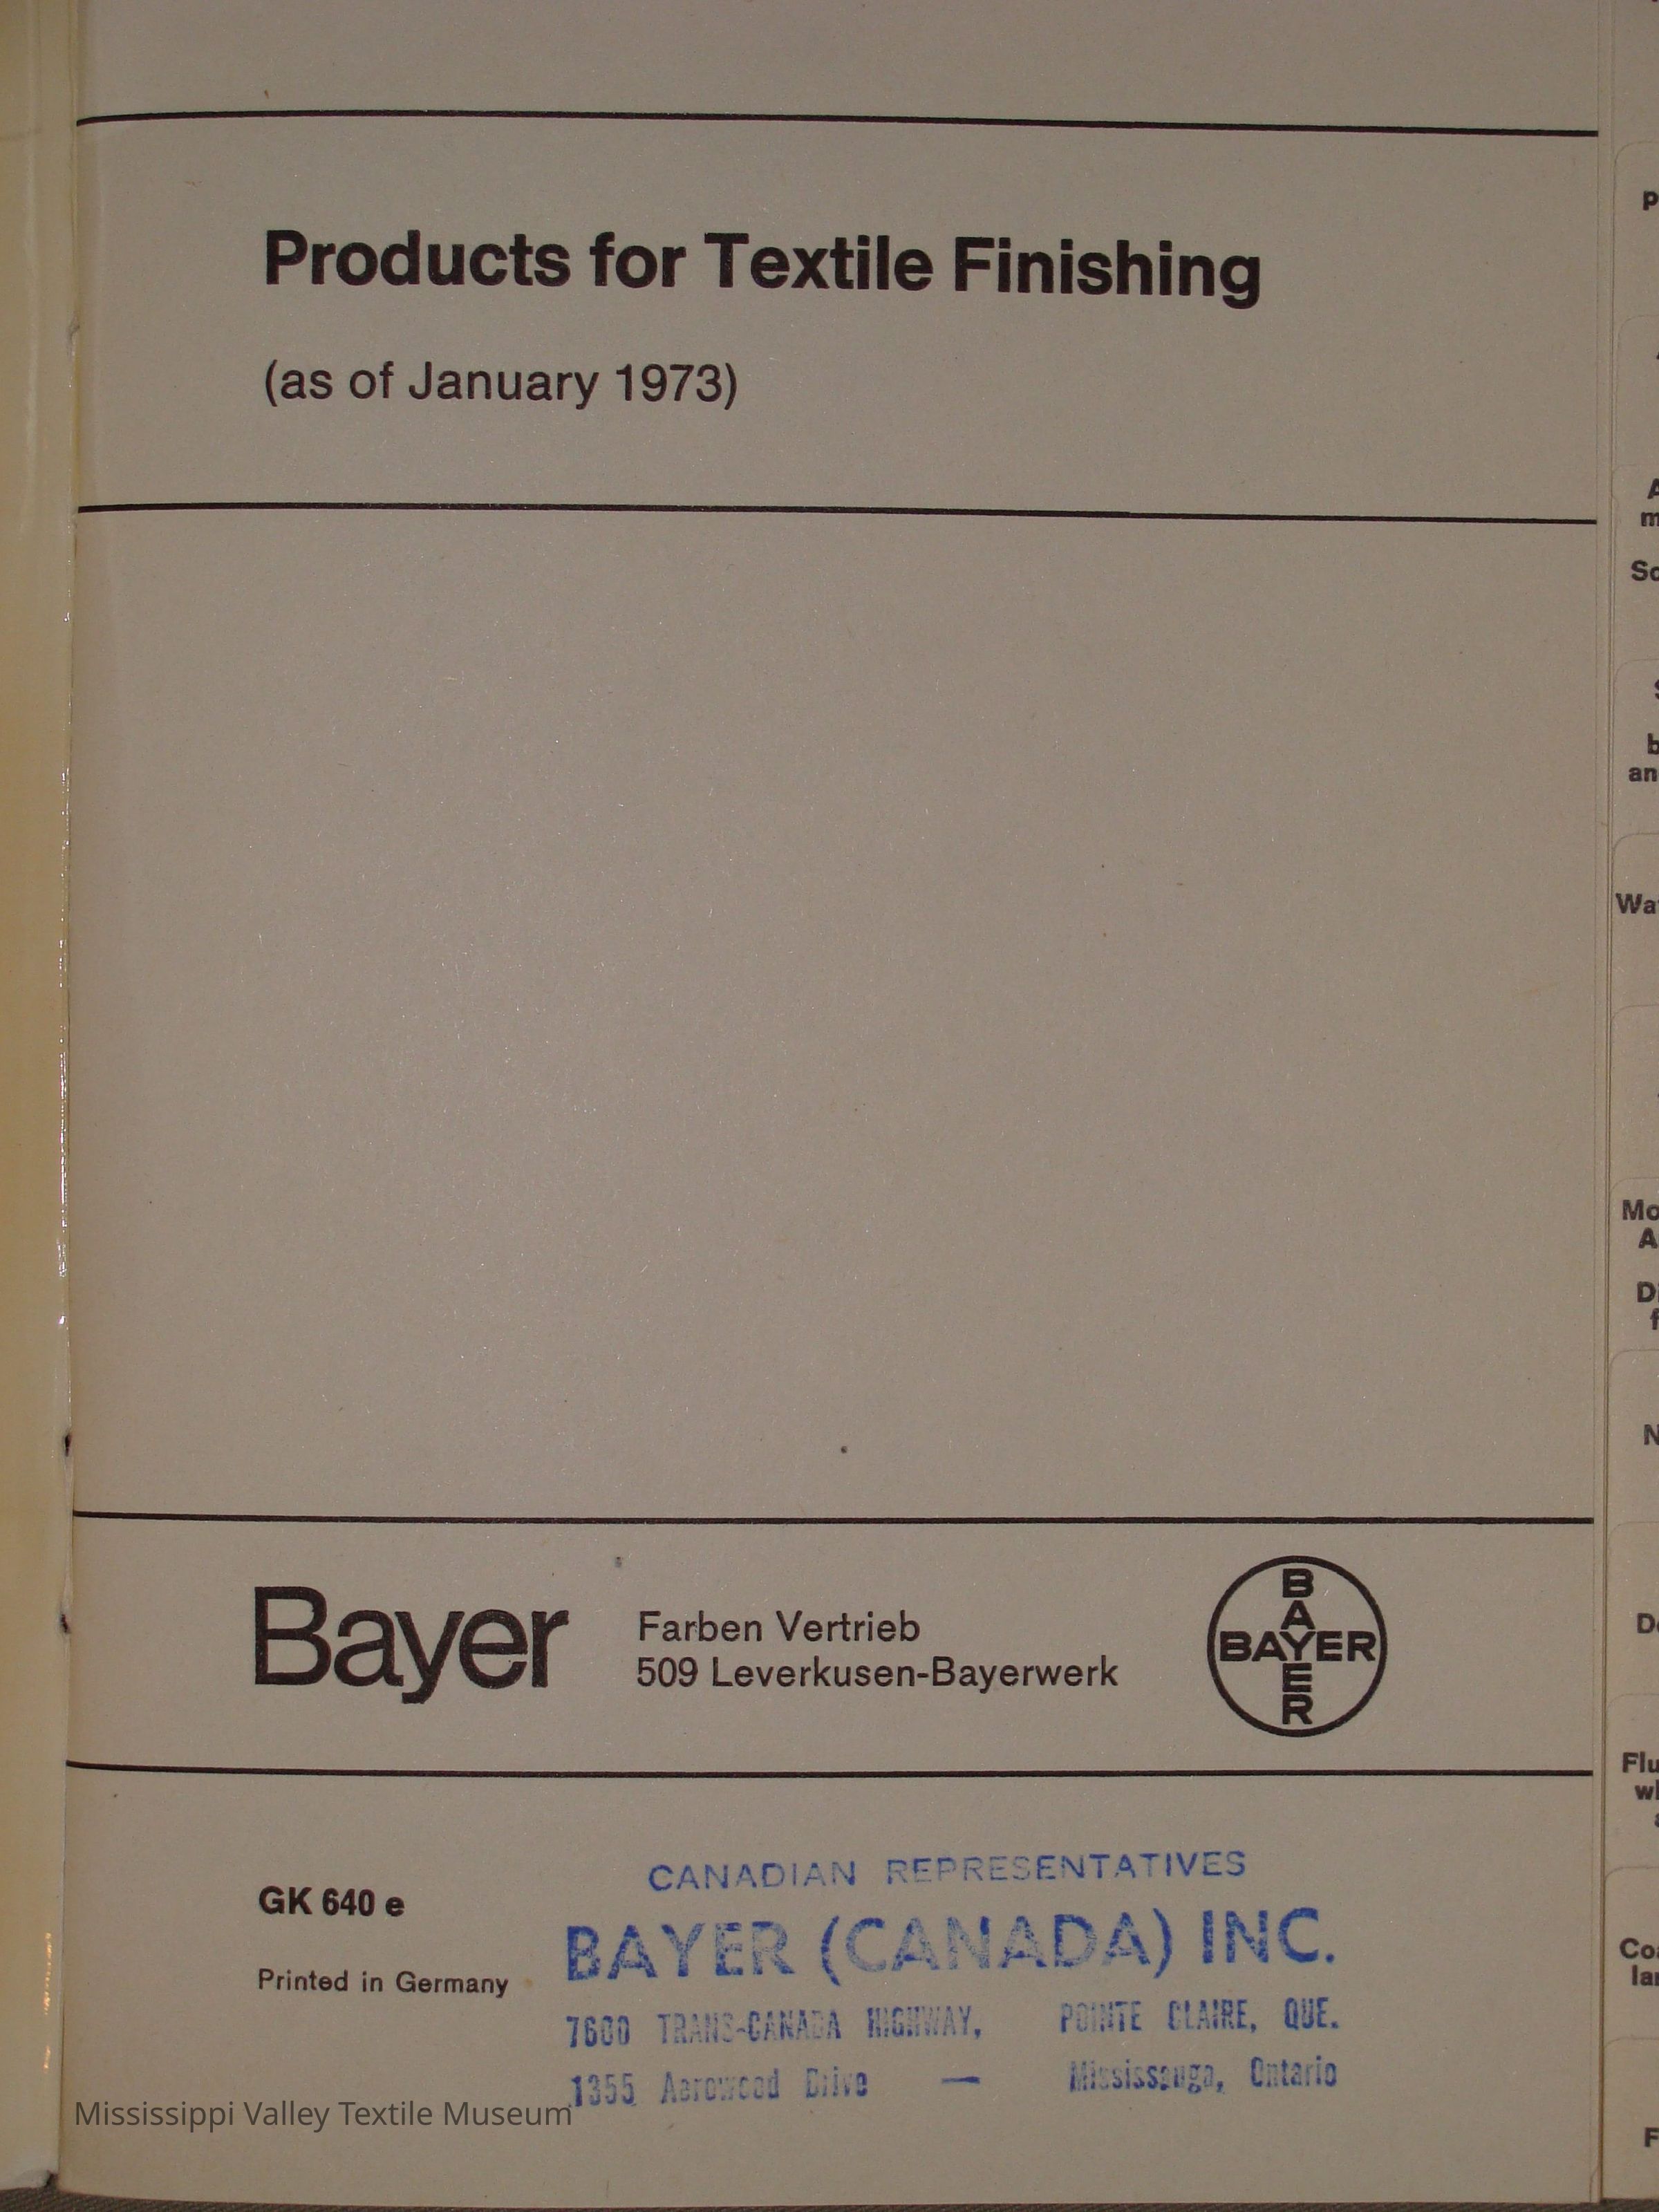 Products for Textile Finishing
(as of January 1973)
Bayer
Farben Vertrieb
509 Leverkusen-Bayerwerk
BAYER
BAYER
GK 640 e
Printed in Germany
CANADIAN REPRESENTATIVES
BAYER (CANADA) INC.
7600 TRANS-CANADA HIGHWAY, POINTE CLAIRE, QUE.
1355 Aerowood Drive — Mississauga, Ontario
Mississippi Valley Textile Museum